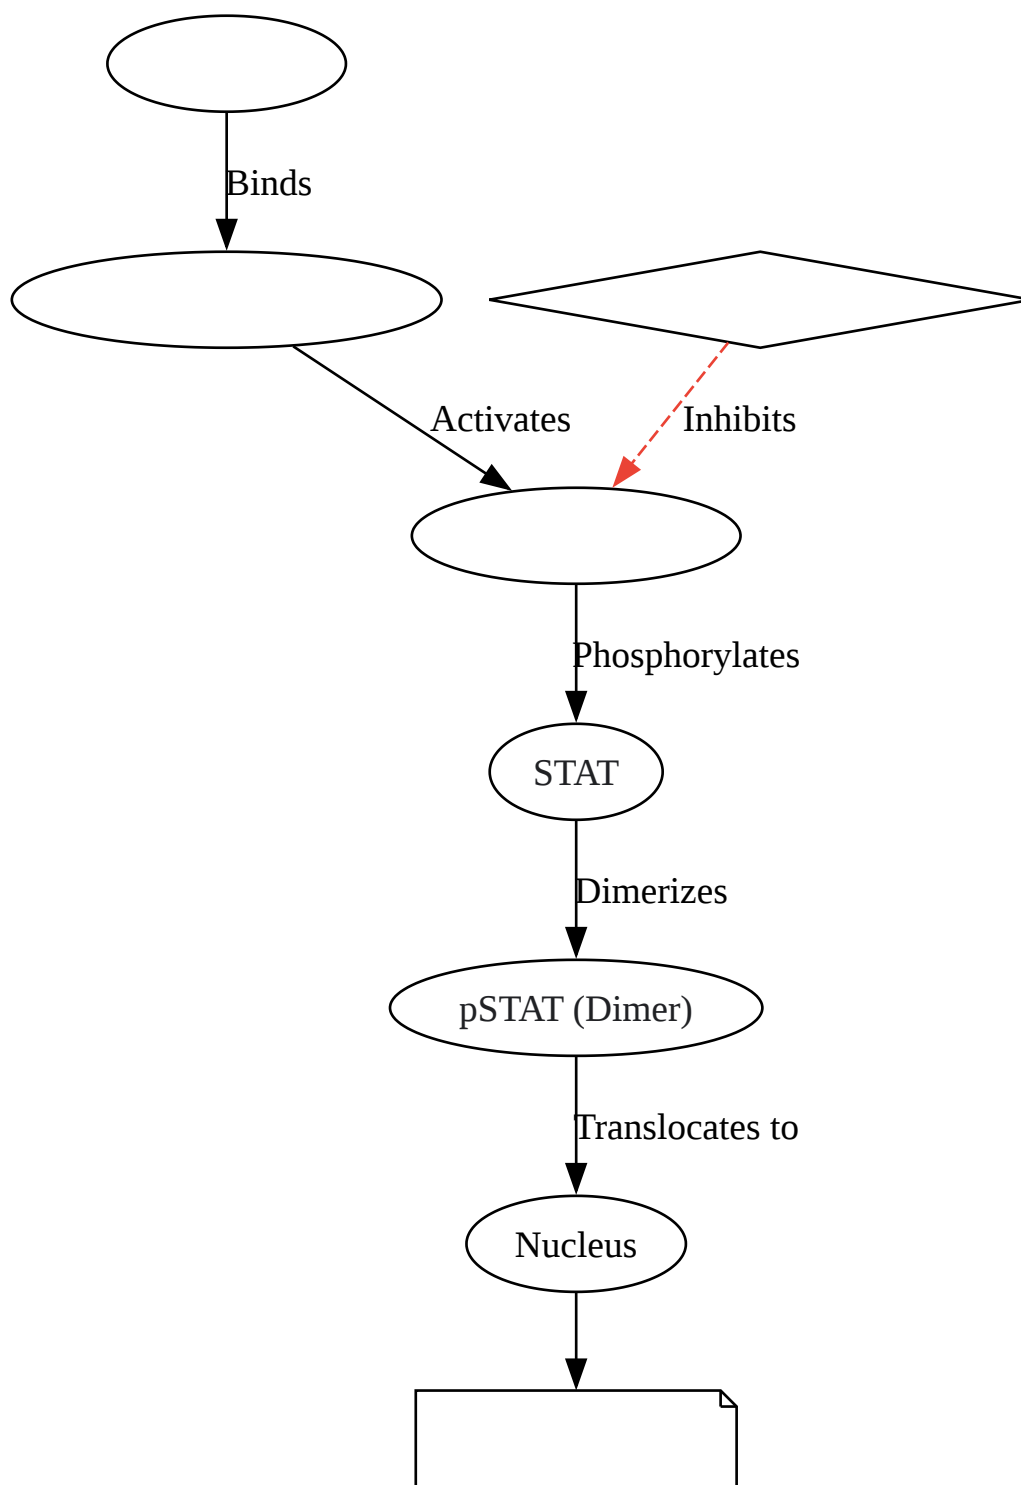 Binds
Activates
Inhibits
Phosphorylates
STAT
Dimerizes
pSTAT (Dimer)
Translocates to
Nucleus